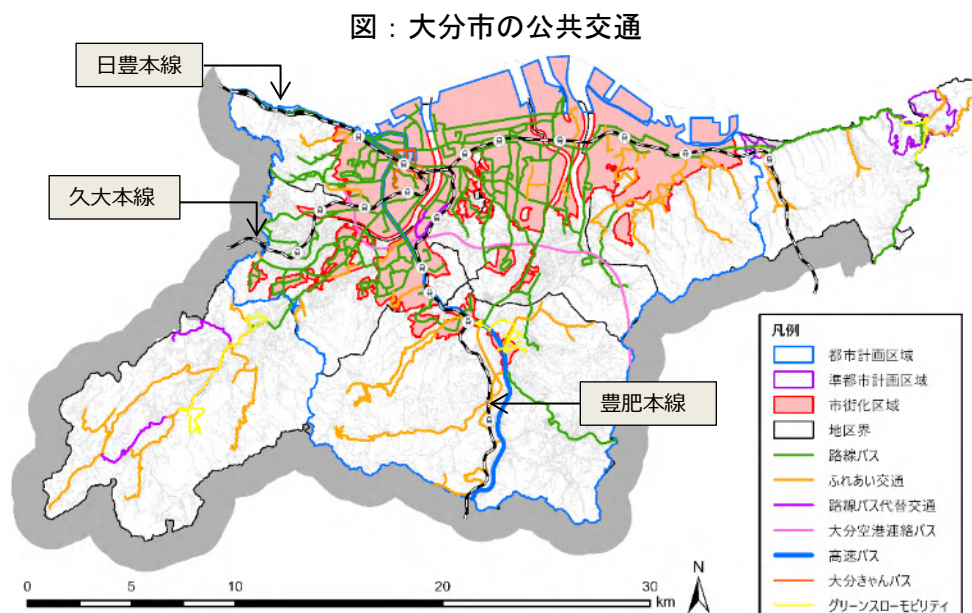 図：大分市の公共交通
日豊本線
久大本線
豊肥本線
凡例
都市計画区域
準都市計画区域
市街化区域
地区界
路線バス
ふれあい交通
路線バス代替交通
大分空港連絡バス
高速バス
大分きゃんバス
グリーンスローモビリティ
N
0 5 10 20 30
km